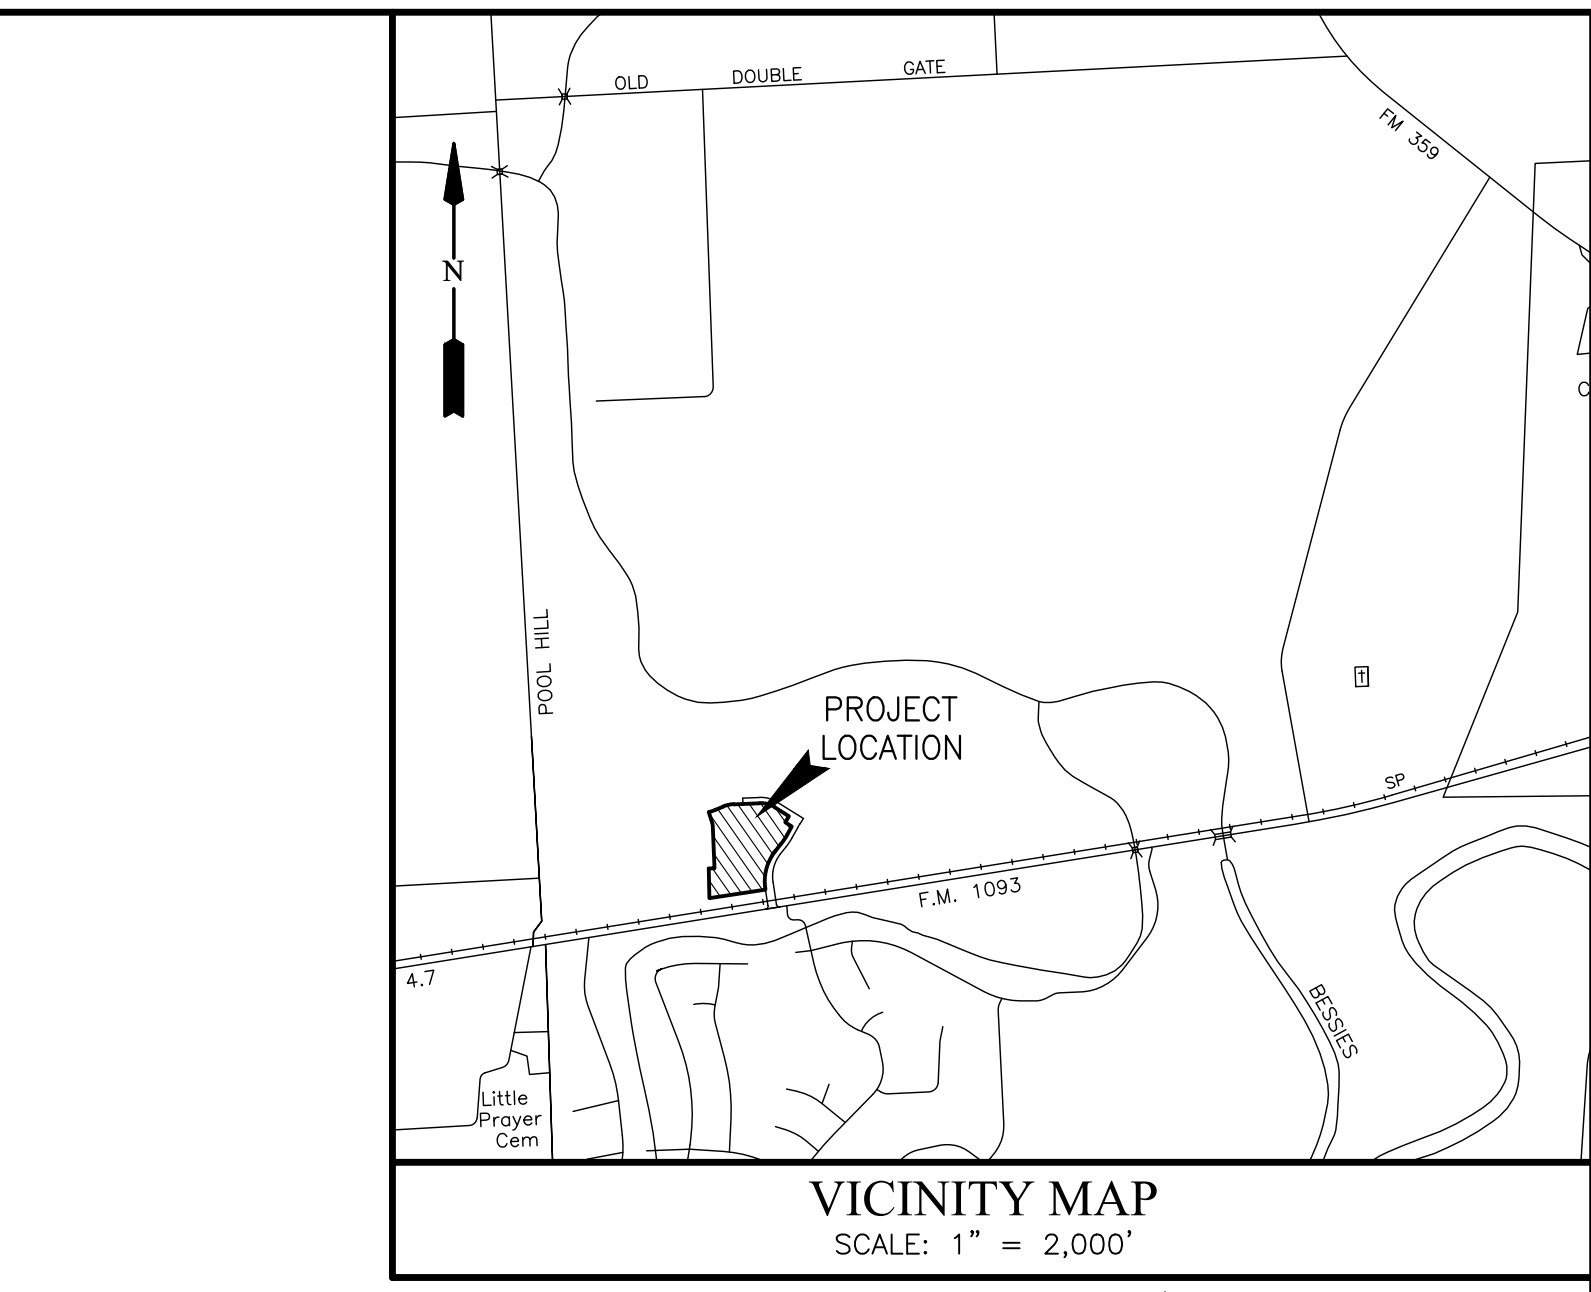 OLD DOUBLE GATE
FM 359
N
C
POOL HILL
PROJECT
LOCATION
SP
F.M. 1093
4.7
BESSIES
Little
Prayer
Cem
VICINITY MAP
SCALE: 1" = 2,000'